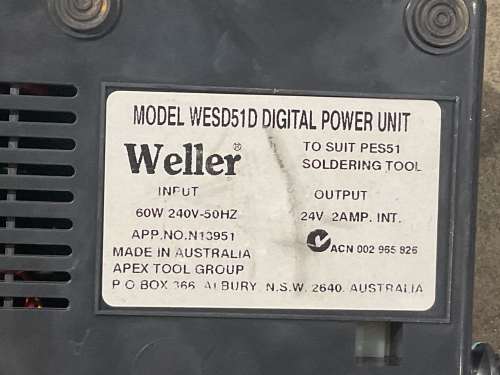 MODEL WESD51D DIGITAL POWER UNIT
Weller®
TO SUIT PES51
SOLDERING TOOL
INPUT
OUTPUT
60W 240V-50HZ
24V 2AMP. INT.
APP.NO.N13951
ACN 002 965 926
MADE IN AUSTRALIA
APEX TOOL GROUP
P.O.BOX 366 ALBURY N.S.W. 2640. AUSTRALIA